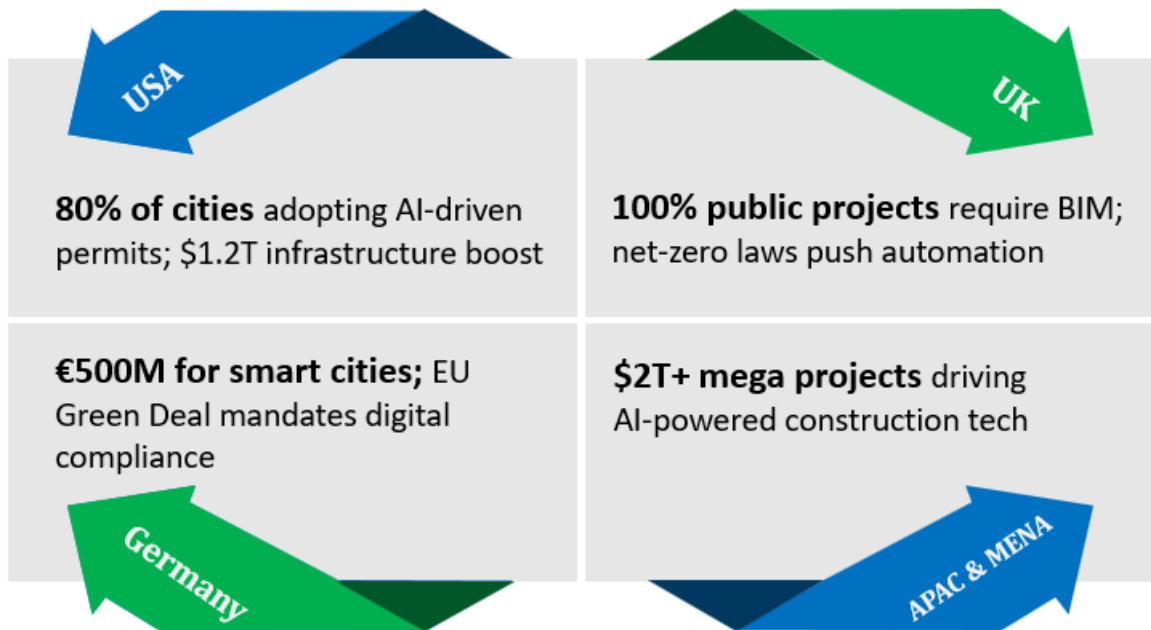 USA
80% of cities adopting AI-driven
permits; $1.2T infrastructure boost
UK
100% public projects require BIM;
net-zero laws push automation
€500M for smart cities; EU
Green Deal mandates digital
compliance
Germany
$2T+ mega projects driving
AI-powered construction tech
APAC & MENA